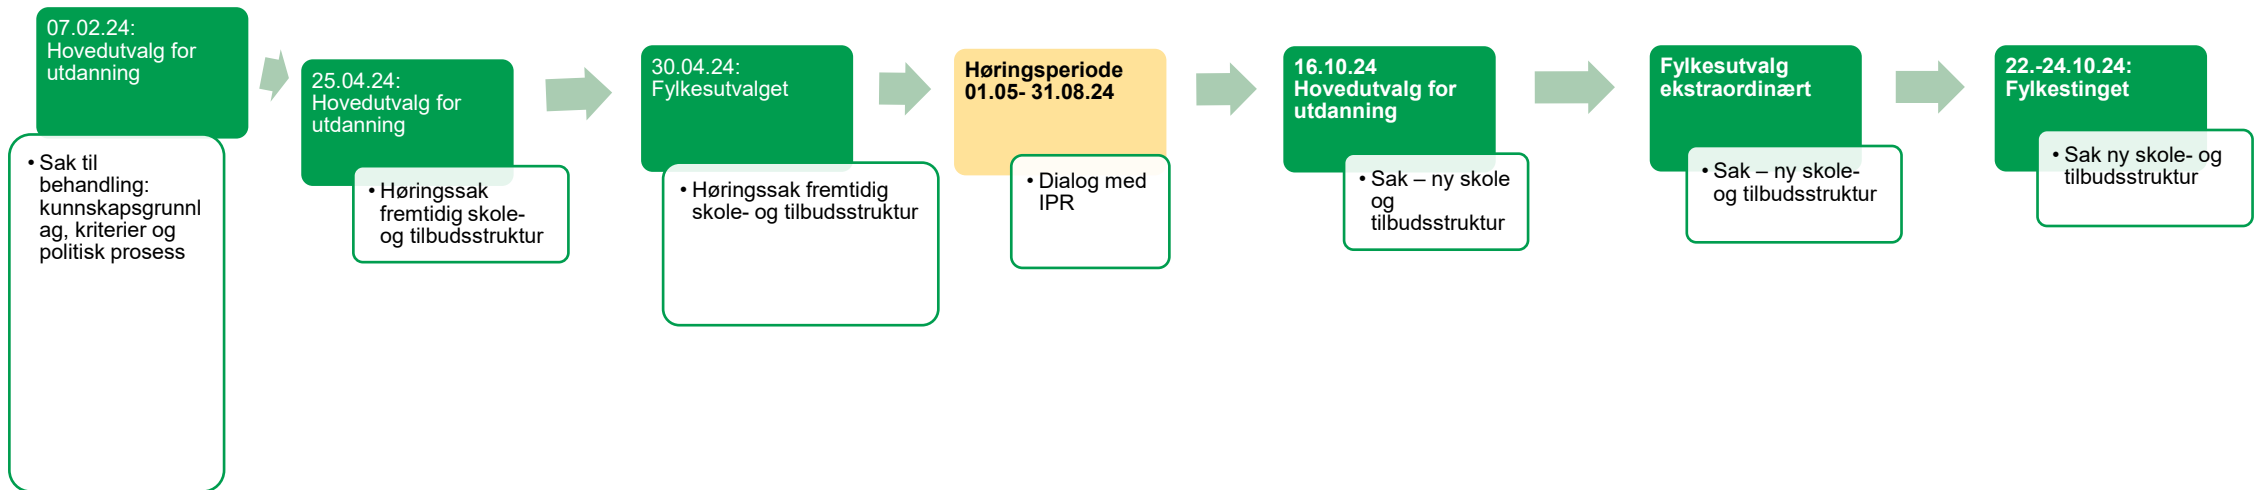 07.02.24:
Hovedutvalg for
utdanning
• Sak til
behandling:
kunnskapsgrunnl
ag, kriterier og
politisk prosess
25.04.24:
Hovedutvalg for
utdanning
• Høringssak
fremtidig skole-
og tilbudsstruktur
30.04.24:
Fylkesutvalget
• Høringssak fremtidig
skole- og tilbudsstruktur
Høringsperiode
01.05- 31.08.24
• Dialog med
IPR
16.10.24
Hovedutvalg for
utdanning
• Sak – ny skole
og
tilbudsstruktur
Fylkesutvalg
ekstraordinært
• Sak – ny skole-
og tilbudsstruktur
22.-24.10.24:
Fylkestinget
• Sak ny skole- og
tilbudsstruktur